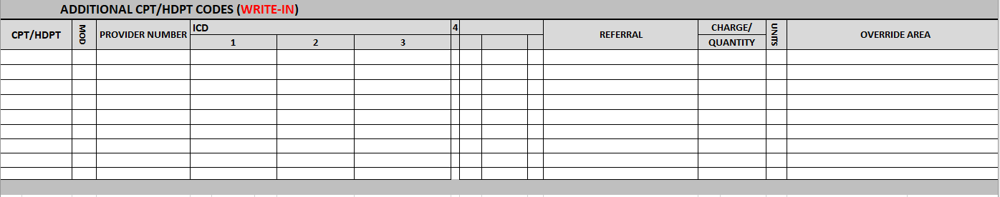 ADDITIONAL CPT/HDPT CODES (WRITE-IN)
CPT/HDPT MOD PROVIDER NUMBER ICD 4 REFERRAL CHARGE/ UNITS OVERRIDE AREA
1 2 3 QUANTITY